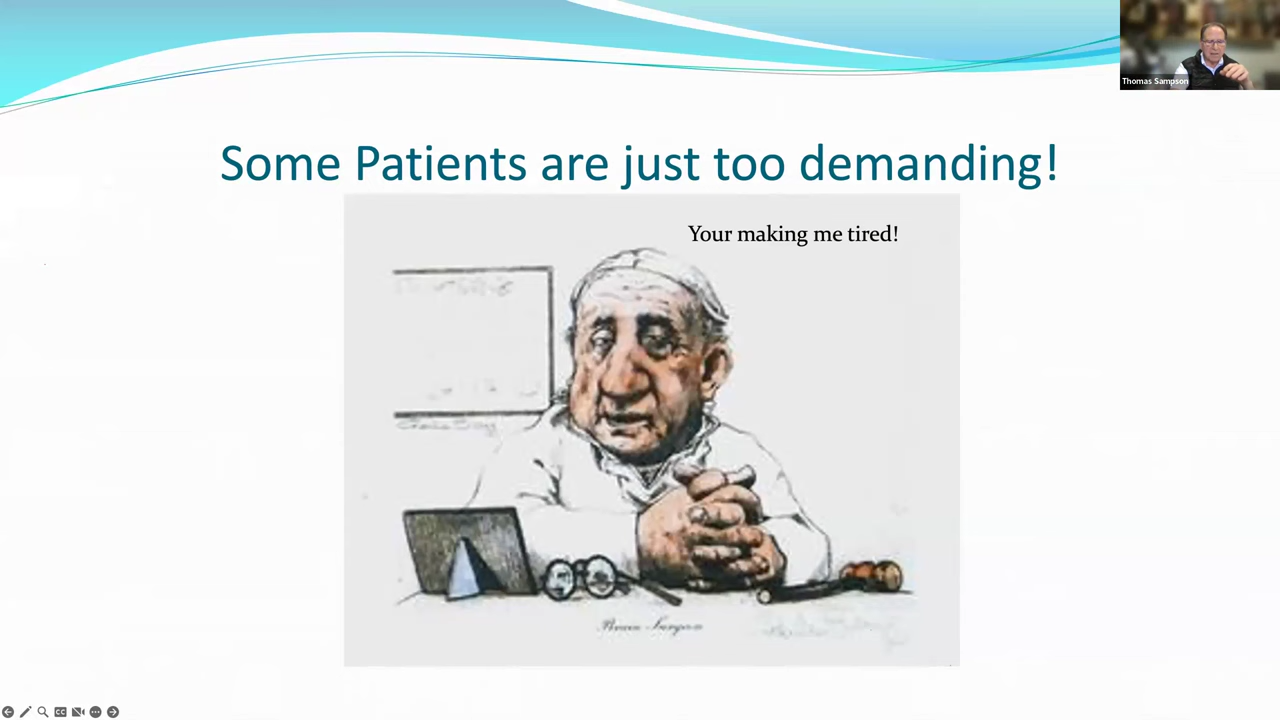 Thomas Sampson
Some Patients are just too demanding!
Your making me tired!